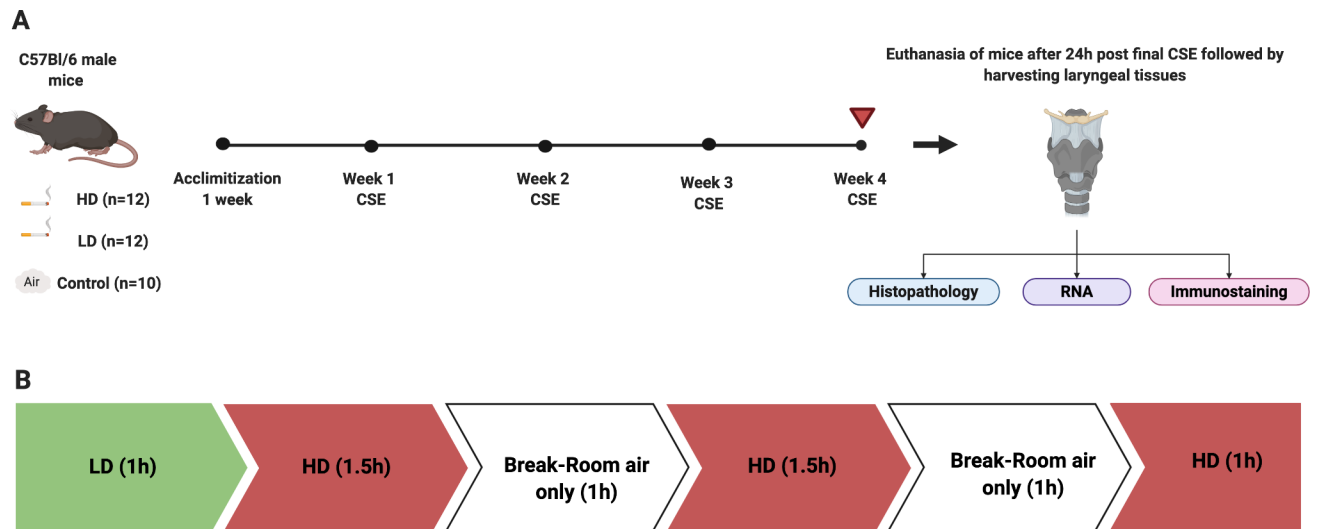 A
C57Bl/6 male
mice
HD (n=12)
LD (n=12)
Air
Control (n=10)
Acclimitization
1 week
Week 1
CSE
Week 2
CSE
Week 3
CSE
Week 4
CSE
Euthanasia of mice after 24h post final CSE followed by
harvesting laryngeal tissues
Histopathology
RNA
Immunostaining
B
LD (1h)
HD (1.5h)
Break-Room air
only (1h)
HD (1.5h)
Break-Room air
only (1h)
HD (1h)